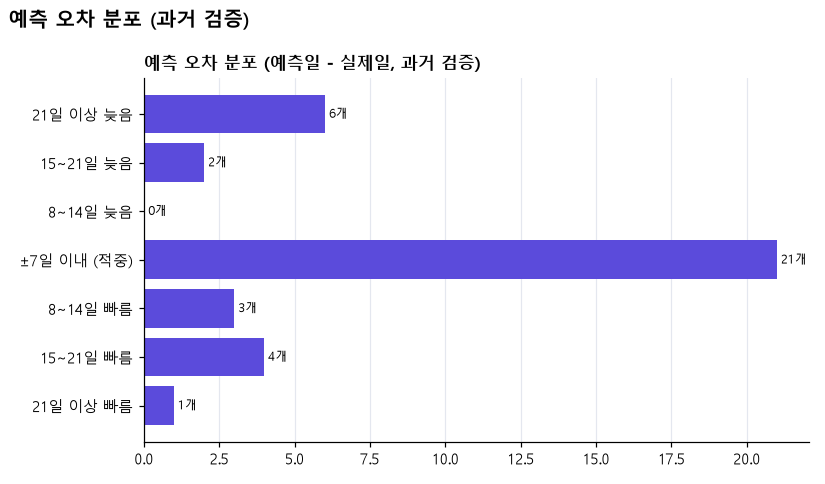 예측 오차 분포 (과거 검증)
예측 오차 분포 (예측일 - 실제일, 과거 검증)
21일 이상 늦음 6개
15~21일 늦음 2개
8~14일 늦음 0개
±7일 이내 (적중) 21개
8~14일 빠름 3개
15~21일 빠름 4개
21일 이상 빠름 1개
0.0 2.5 5.0 7.5 10.0 12.5 15.0 17.5 20.0